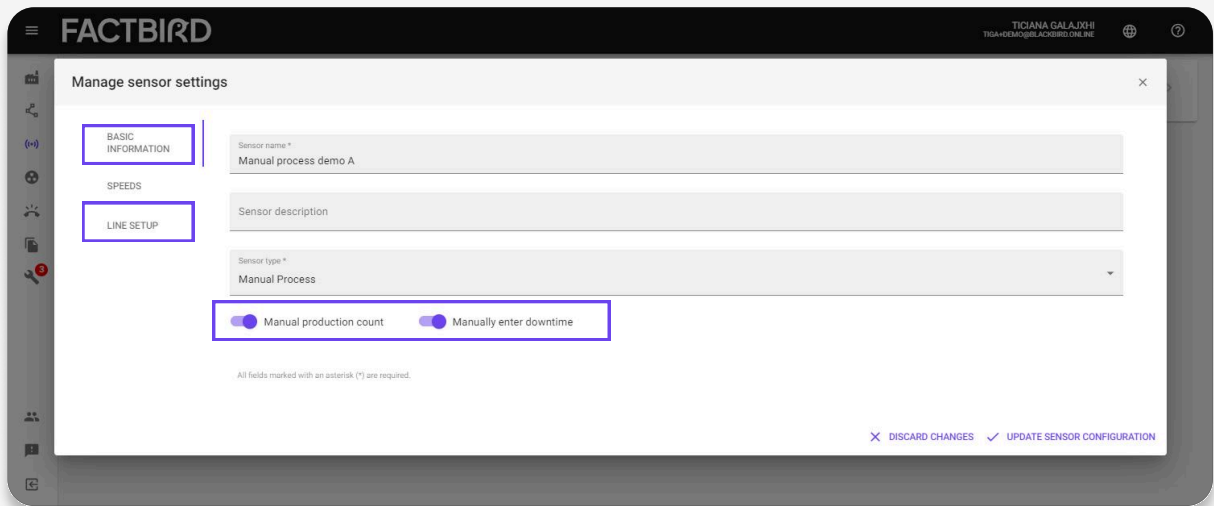 FACTBIRD
TICIANA GALAJXHI
TIGA+DEMO@BLACKBIRD.ONLINE
Manage sensor settings
BASIC
INFORMATION
SPEEDS
LINE SETUP
Sensor name *
Manual process demo A
Sensor description
Sensor type *
Manual Process
Manual production count
Manually enter downtime
3
All fields marked with an asterisk (*) are required.
DISCARD CHANGES
UPDATE SENSOR CONFIGURATION